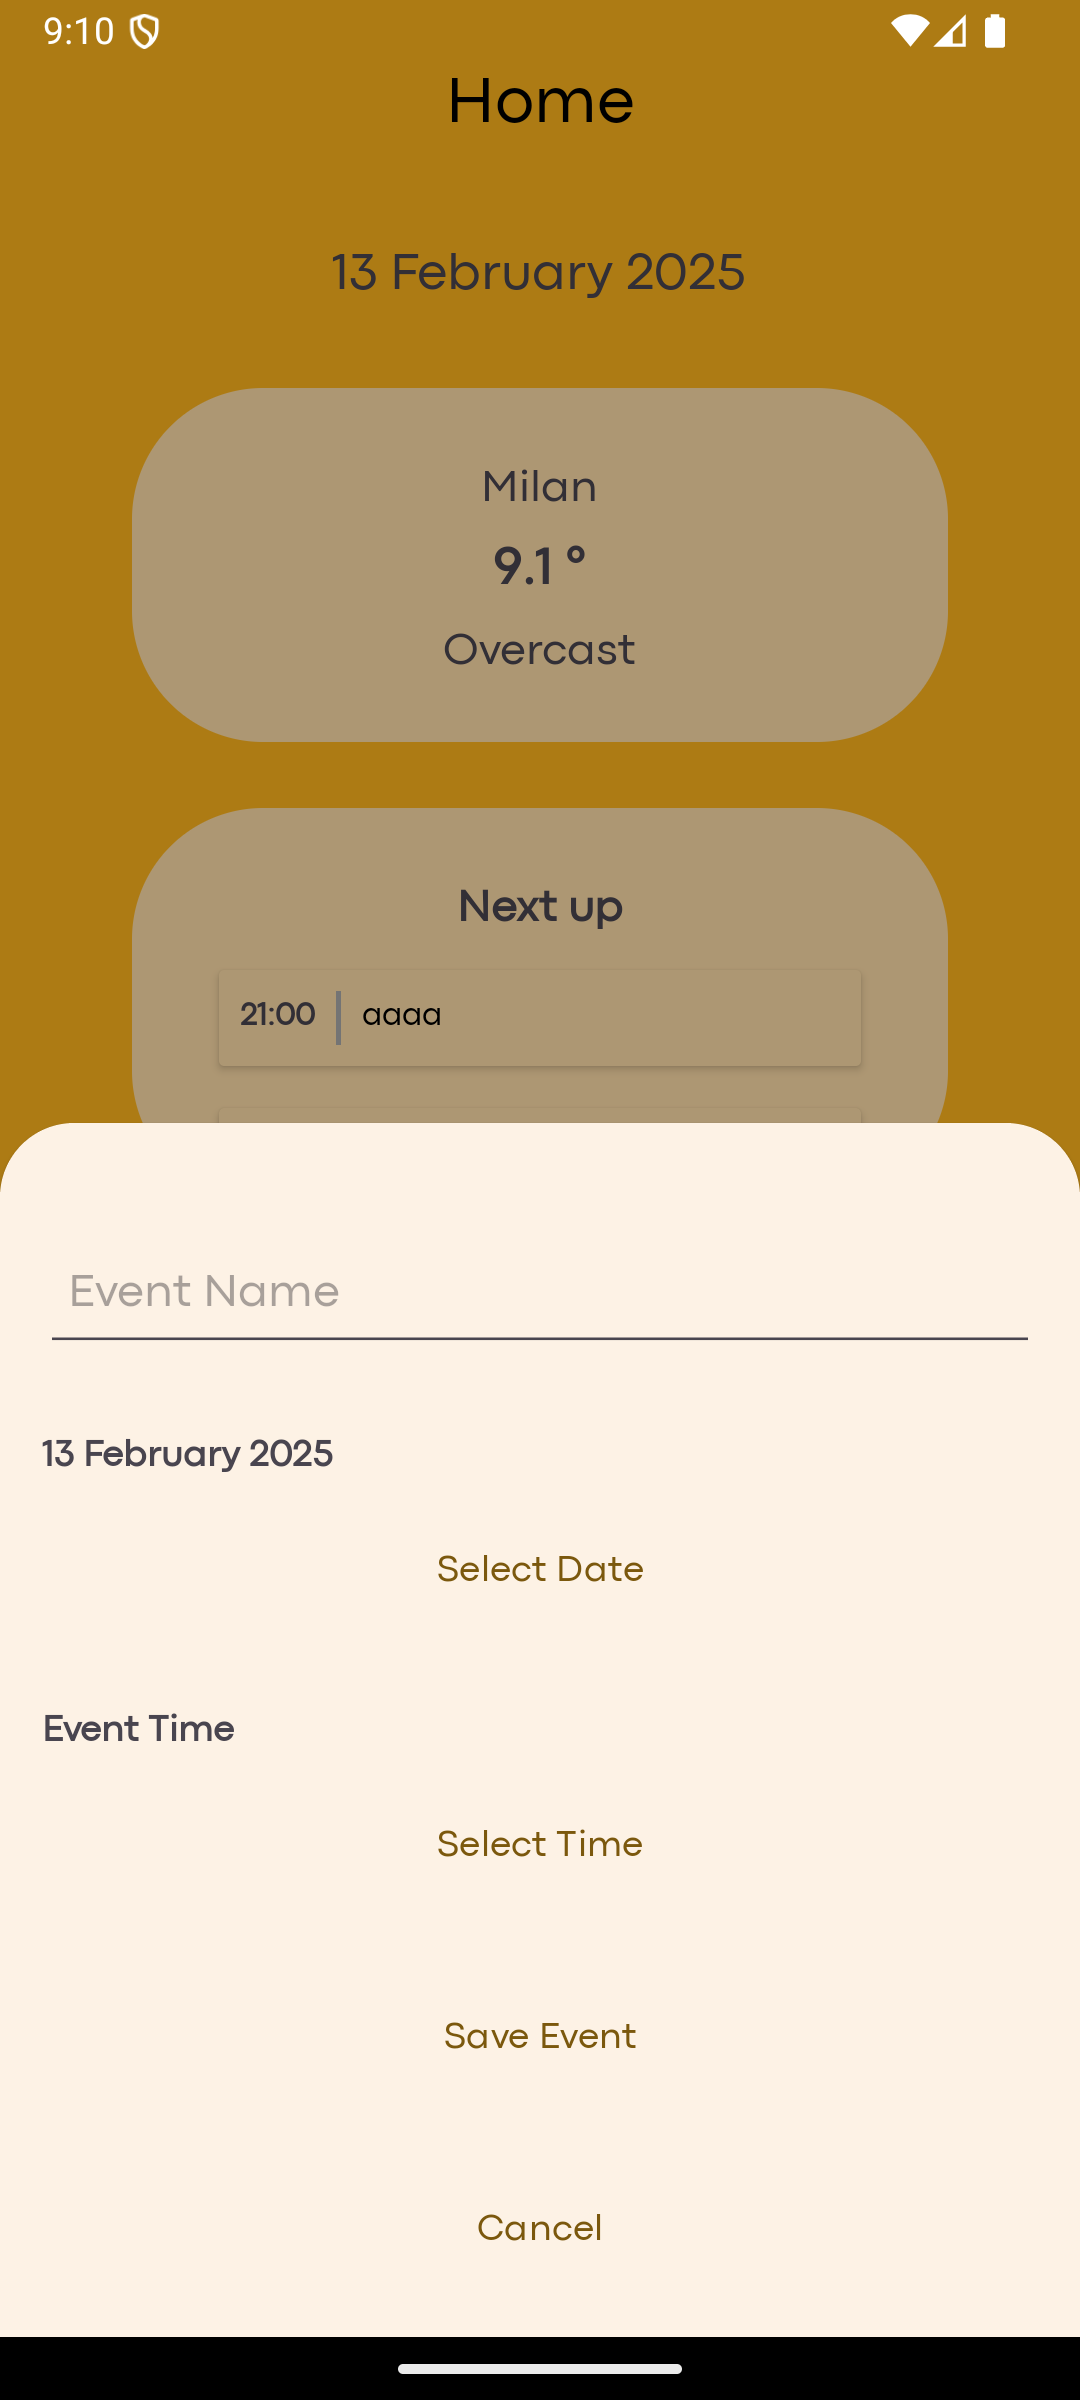 9:10
Home
13 February 2025
Milan
9.1 °
Overcast
Next up
21:00 aaaa
Event Name
13 February 2025
Select Date
Event Time
Select Time
Save Event
Cancel